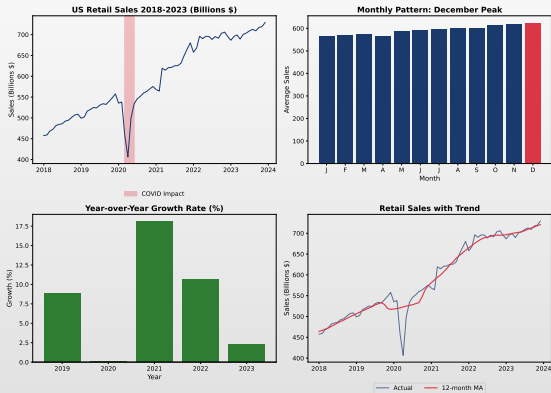 US Retail Sales 2018-2023 (Billions $)
Sales (Billions $)
700
650
600
550
500
450
400
2018 2019 2020 2021 2022 2023 2024
COVID Impact
Monthly Pattern: December Peak
Average Sales
600
500
400
300
200
100
0
J F M A M J J A S O N D
Month
Year-over-Year Growth Rate (%)
Growth (%)
17.5
15.0
12.5
10.0
7.5
5.0
2.5
0.0
2019 2020 2021 2022 2023
Year
Retail Sales with Trend
Sales (Billions $)
700
650
600
550
500
450
400
2018 2019 2020 2021 2022 2023 2024
Actual 12-month MA